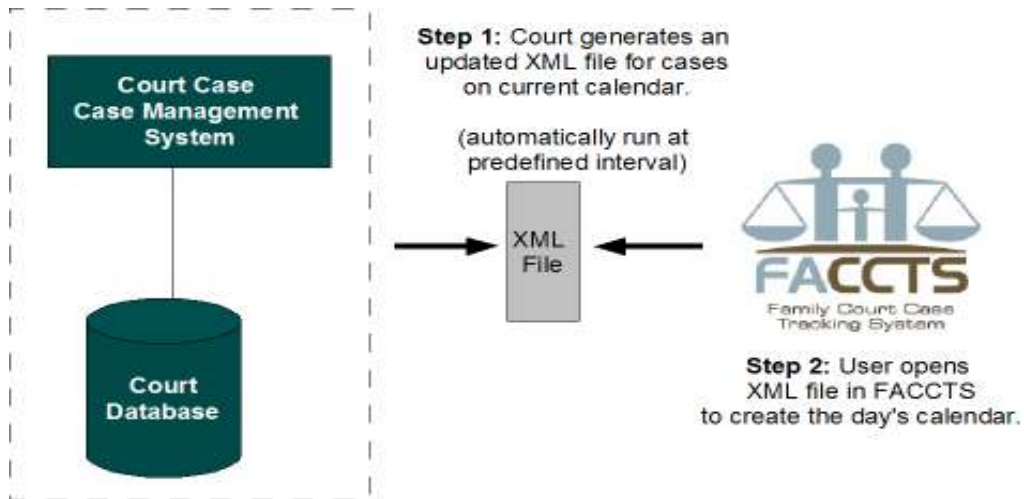 Court Case
Case Management
System
Court
Database
Step 1: Court generates an
updated XML file for cases
on current calendar.
(automatically run at
predefined interval)
XML
File
FACCTS
Family Court Case
Tracking System
Step 2: User opens
XML file in FACCTS
to create the day's calendar.